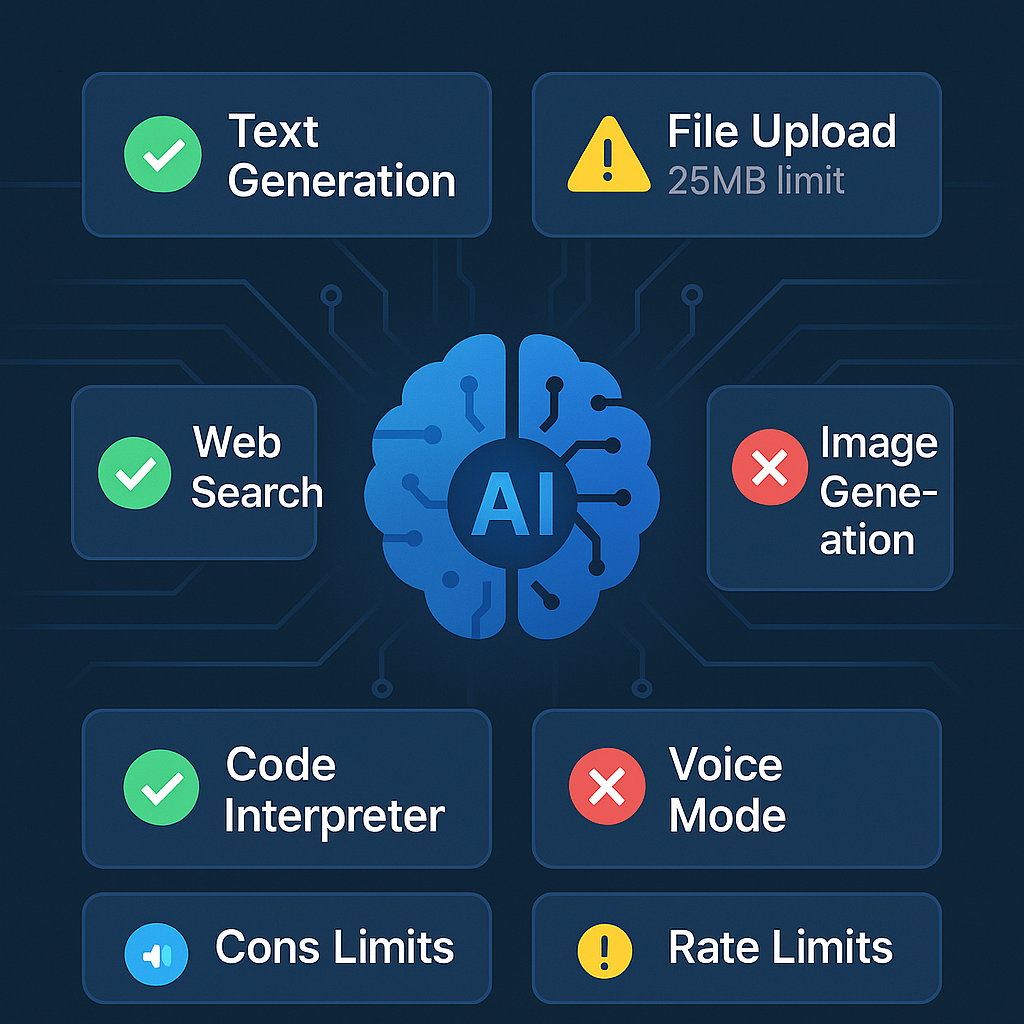 Text
Generation
File Upload
25MB limit
Web
Search
AI
Image
Gene-
ation
Code
Interpreter
Voice
Mode
Cons Limits
Rate Limits